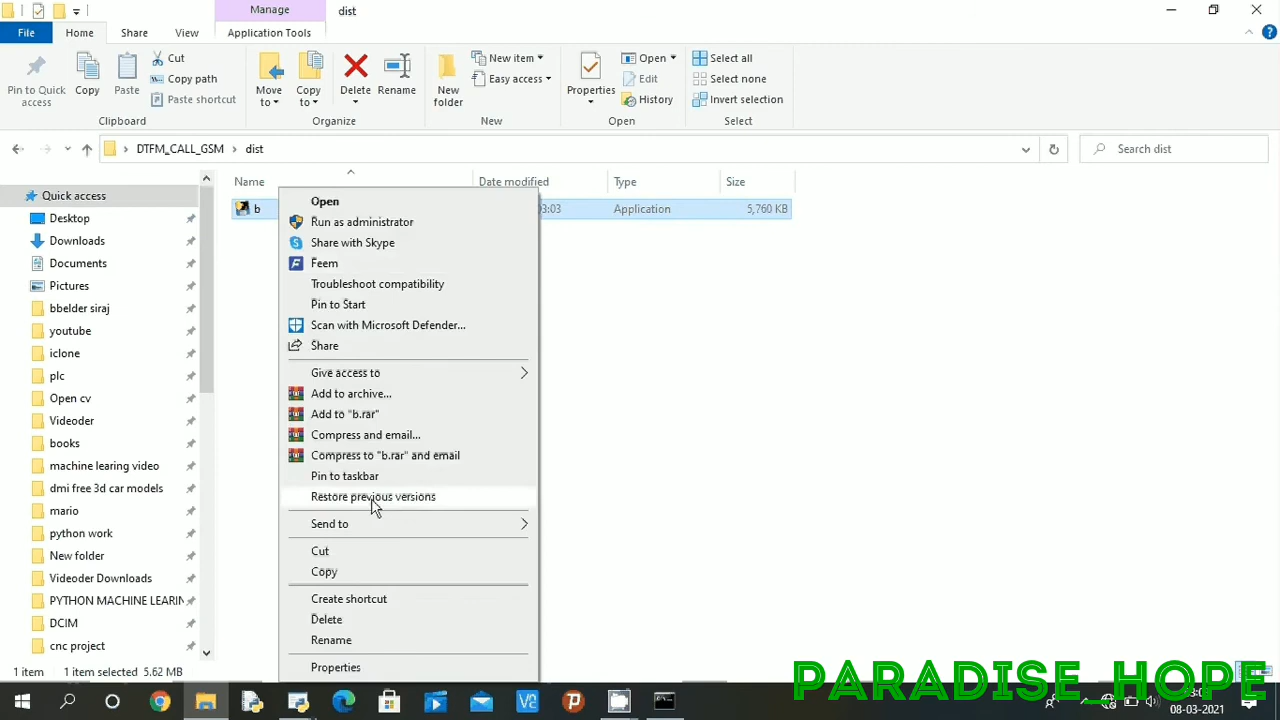 Manage
dist
File
Home
Share
View
Application Tools
Pin to Quick access
Copy
Paste
Cut
Copy path
Paste shortcut
Clipboard
Move to
Copy to
Delete
Rename
Organize
New folder
New item
Easy access
New
Properties
Open
Edit
History
Open
Select all
Select none
Invert selection
Select
DTFM_CALL_GSM
dist
Search dist
Name
Date modified
Type
Size
b
03:03
Application
5,760 KB
Quick access
Desktop
Downloads
Documents
Pictures
bbelder siraj
youtube
iclone
plc
Open cv
Videoder
books
machine learing video
dmi free 3d car models
mario
python work
New folder
Videoder Downloads
PYTHON MACHINE LEARIN
DCIM
cnc project
Open
Run as administrator
Share with Skype
Feem
Troubleshoot compatibility
Pin to Start
Scan with Microsoft Defender...
Share
Give access to
Add to archive...
Add to "b.rar"
Compress and email...
Compress to "b.rar" and email
Pin to taskbar
Restore previous versions
Send to
Cut
Copy
Create shortcut
Delete
Rename
Properties
1 item
1 item selected
5.62 MB
PARADISE_HOPE
08-03-2021